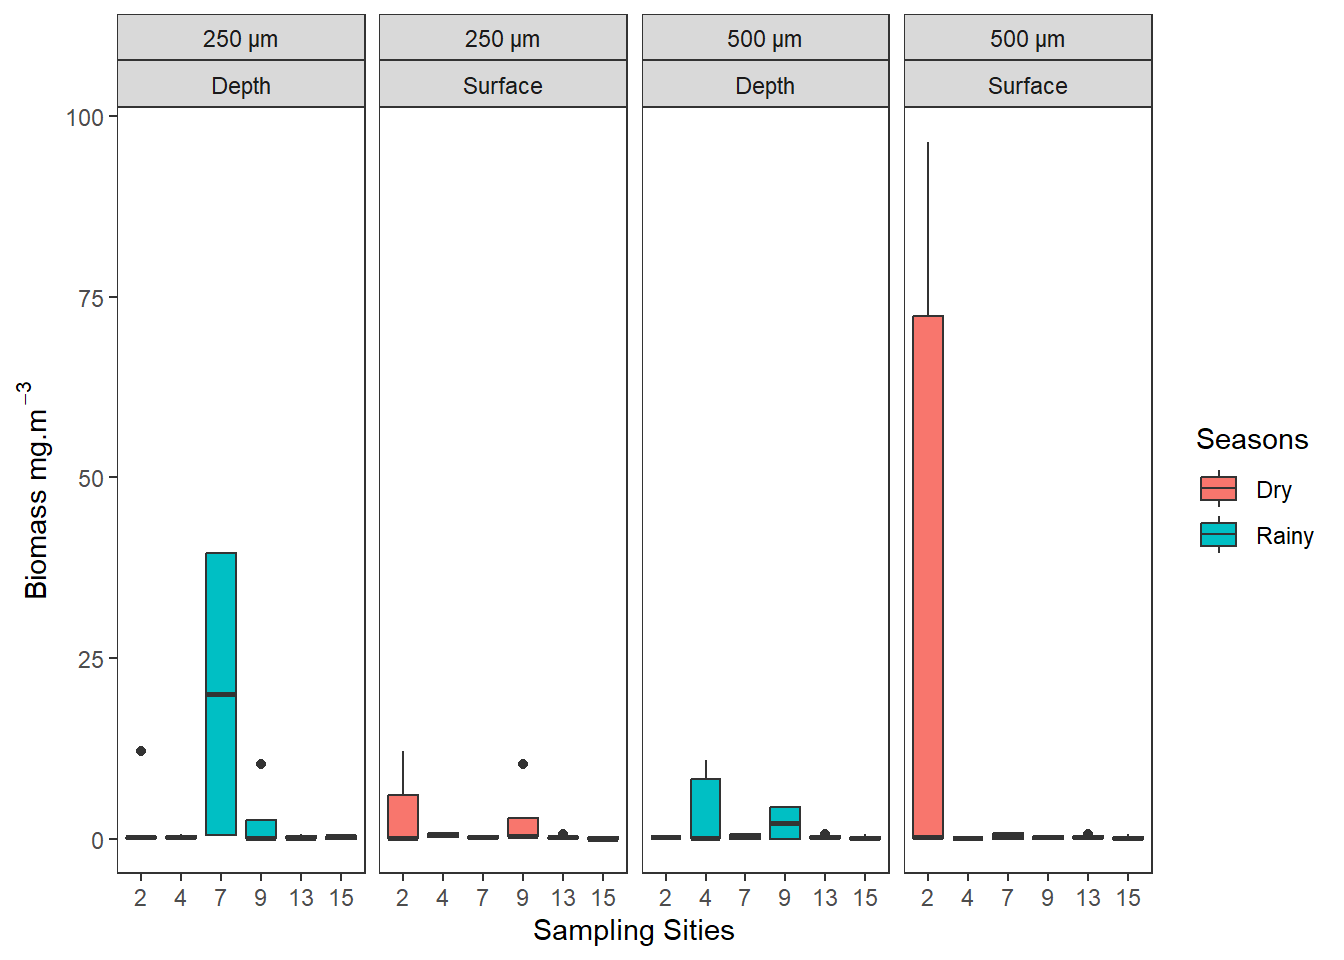 250 µm 250 µm 500 µm 500 µm
Depth Surface Depth Surface
100
75
50
25
0
Biomass mg.m⁻³
2 4 7 9 13 15 2 4 7 9 13 15 2 4 7 9 13 15 2 4 7 9 13 15
Sampling Sities
Seasons
Dry
Rainy